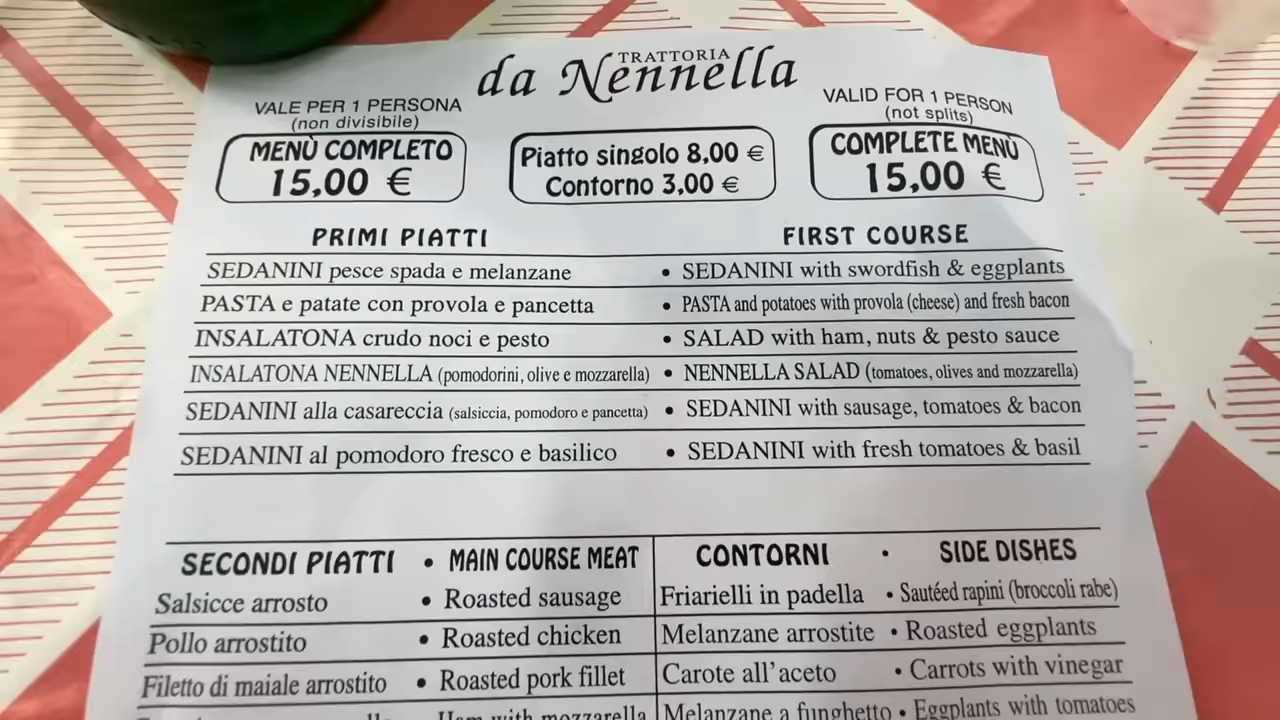 TRATTORIA
da Nennella
VALE PER 1 PERSONA
(non divisibile)
MENÙ COMPLETO
15,00 €
Piatto singolo 8,00 €
Contorno 3,00 €
VALID FOR 1 PERSON
(not splits)
COMPLETE MENÙ
15,00 €
PRIMI PIATTI FIRST COURSE
SEDANINI pesce spada e melanzane • SEDANINI with swordfish & eggplants
PASTA e patate con provola e pancetta • PASTA and potatoes with provola (cheese) and fresh bacon
INSALATONA crudo noci e pesto • SALAD with ham, nuts & pesto sauce
INSALATONA NENNELLA (pomodorini, olive e mozzarella) • NENNELLA SALAD (tomatoes, olives and mozzarella)
SEDANINI alla casareccia (salsiccia, pomodoro e pancetta) • SEDANINI with sausage, tomatoes & bacon
SEDANINI al pomodoro fresco e basilico • SEDANINI with fresh tomatoes & basil
SECONDI PIATTI • MAIN COURSE MEAT
Salsicce arrosto • Roasted sausage
Pollo arrostito • Roasted chicken
Filetto di maiale arrostito • Roasted pork fillet
Ham with mozzarella
CONTORNI • SIDE DISHES
Friarielli in padella • Sautéed rapini (broccoli rabe)
Melanzane arrostite • Roasted eggplants
Carote all'aceto • Carrots with vinegar
Melanzane a funghetto • Eggplants with tomatoes